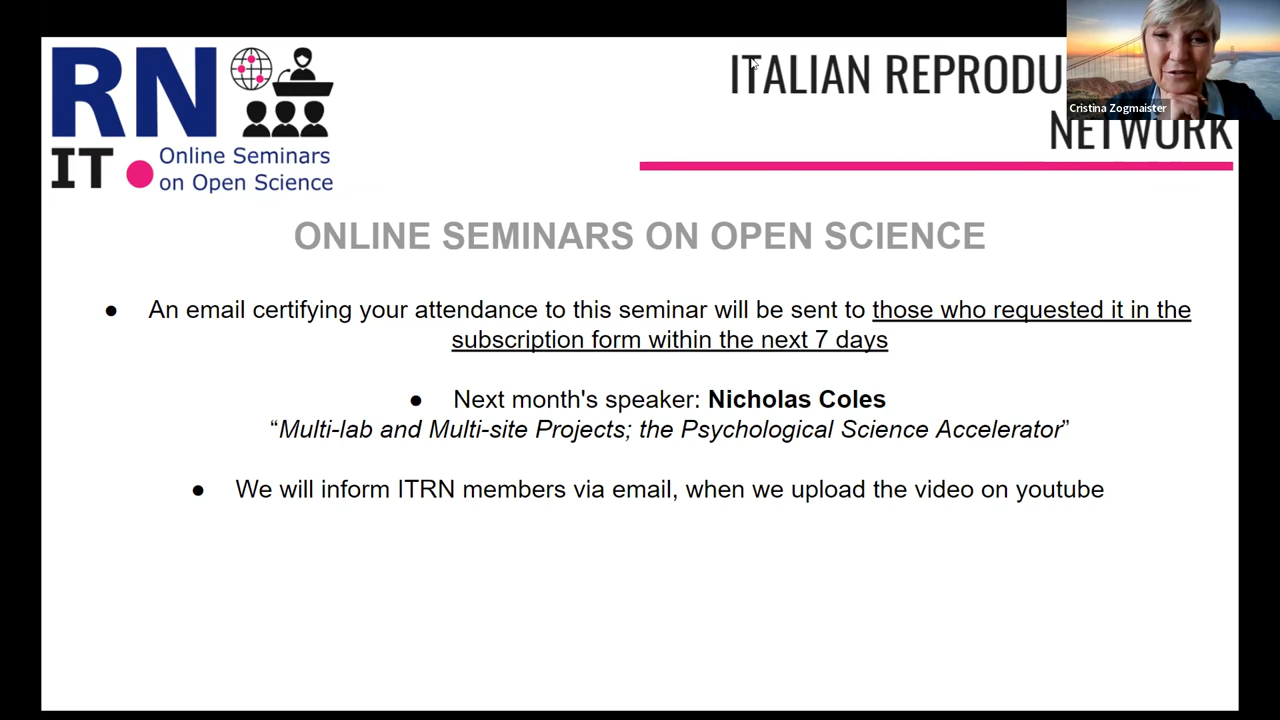 RN
IT
Online Seminars
on Open Science
ITALIAN REPRODU
NETWORK
Cristina Zogmaister
ONLINE SEMINARS ON OPEN SCIENCE
● An email certifying your attendance to this seminar will be sent to those who requested it in the
subscription form within the next 7 days
● Next month's speaker: Nicholas Coles
“Multi-lab and Multi-site Projects; the Psychological Science Accelerator”
● We will inform ITRN members via email, when we upload the video on youtube